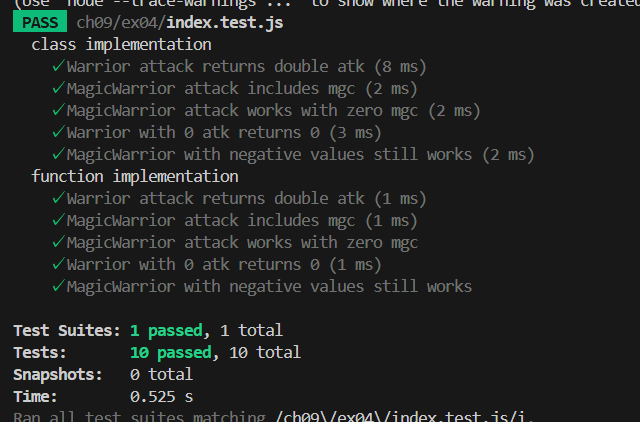 (Use `node --trace-warnings ...` to show where the warning was created
PASS ch09/ex04/index.test.js
class implementation
✓Warrior attack returns double atk (8 ms)
✓MagicWarrior attack includes mgc (2 ms)
✓MagicWarrior attack works with zero mgc (2 ms)
✓Warrior with 0 atk returns 0 (3 ms)
✓MagicWarrior with negative values still works (2 ms)
function implementation
✓Warrior attack returns double atk (1 ms)
✓MagicWarrior attack includes mgc (1 ms)
✓MagicWarrior attack works with zero mgc
✓Warrior with 0 atk returns 0 (1 ms)
✓MagicWarrior with negative values still works
Test Suites: 1 passed, 1 total
Tests: 10 passed, 10 total
Snapshots: 0 total
Time: 0.525 s
Ran all test suites matching /ch09\/ex04\/index.test.js/i.